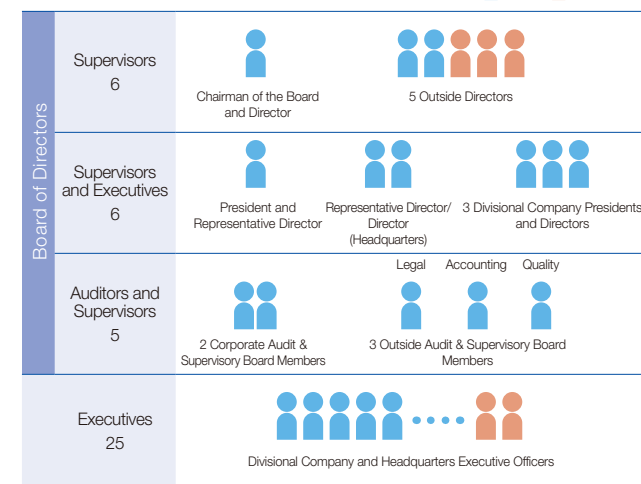 Board of Directors
Supervisors
6
Chairman of the Board
and Director
5 Outside Directors
Supervisors
and Executives
6
President and
Representative Director
Representative Director/
Director
(Headquarters)
3 Divisional Company Presidents
and Directors
Auditors and
Supervisors
5
2 Corporate Audit &
Supervisory Board Members
Legal
Accounting
Quality
3 Outside Audit & Supervisory Board
Members
Executives
25
Divisional Company and Headquarters Executive Officers